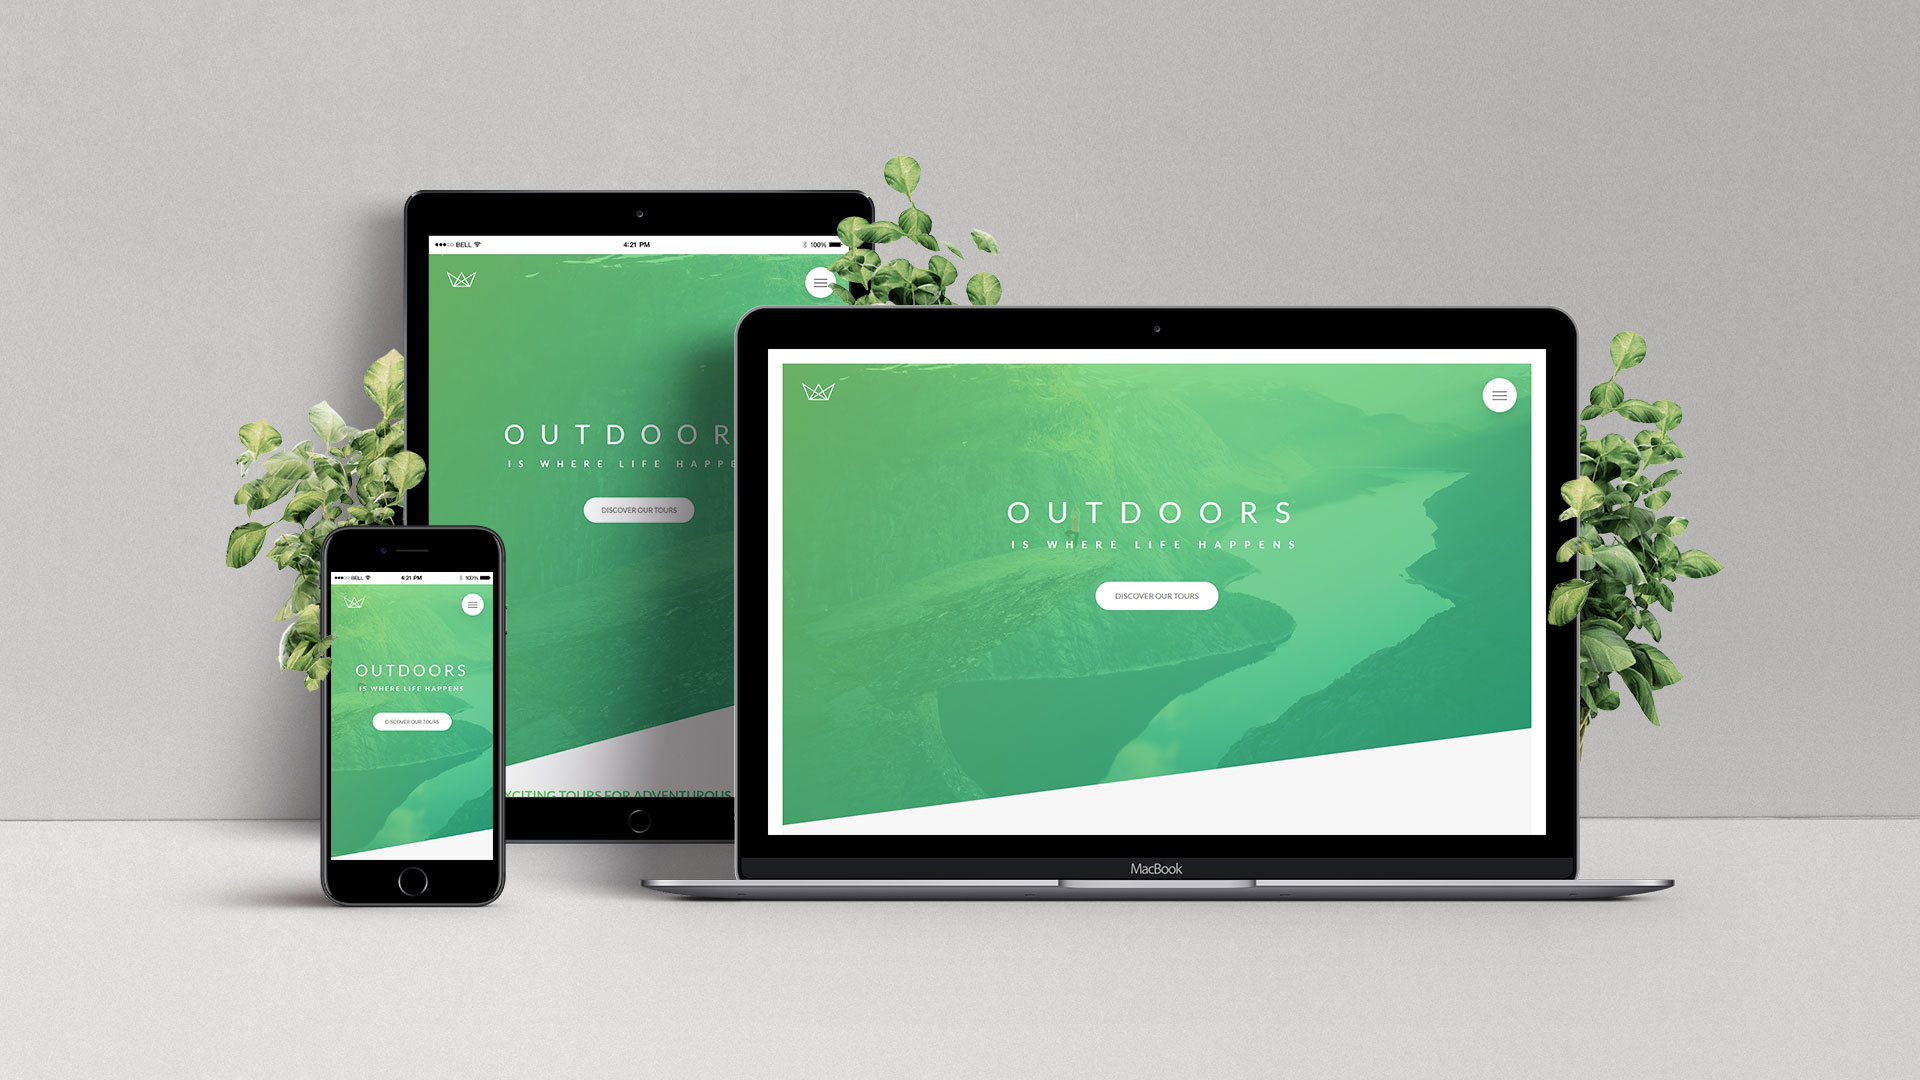 ●●●○○ BELL
4:21 PM
100%
OUTDOOR
IS WHERE LIFE HAPPE
DISCOVER OUR TOURS
XCITING TOURS FOR ADVENTUROUS
●●●○○ BELL
4:21 PM
100%
OUTDOORS
IS WHERE LIFE HAPPENS
DISCOVER OUR TOURS
OUTDOORS
IS WHERE LIFE HAPPENS
DISCOVER OUR TOURS
MacBook